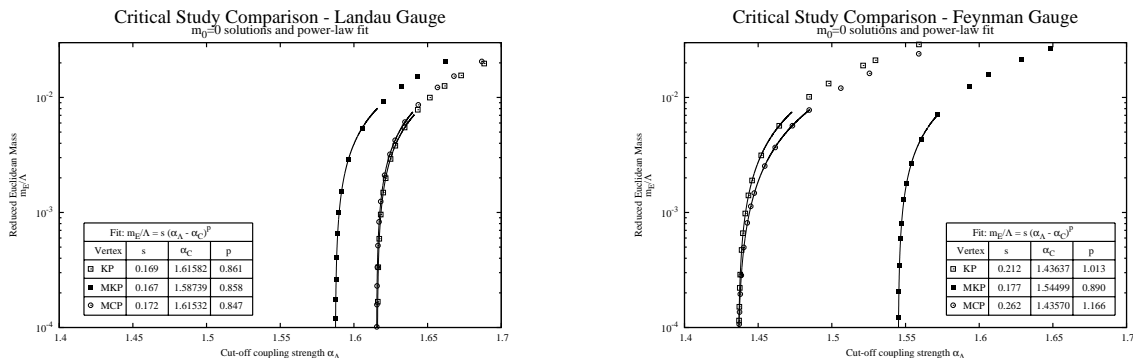 Critical Study Comparison - Landau Gauge
m0=0 solutions and power-law fit
Reduced Euclidean Mass
mE/Λ
10-2
10-3
10-4
Fit: mE/Λ = s (αΛ - αC)p
Vertex s αC p
KP 0.169 1.61582 0.861
MKP 0.167 1.58739 0.858
MCP 0.172 1.61532 0.847
1.4 1.45 1.5 1.55 1.6 1.65 1.7
Cut-off coupling strength αΛ
Critical Study Comparison - Feynman Gauge
m0=0 solutions and power-law fit
Reduced Euclidean Mass
mE/Λ
10-2
10-3
10-4
Fit: mE/Λ = s (αΛ - αC)p
Vertex s αC p
KP 0.212 1.43637 1.013
MKP 0.177 1.54499 0.890
MCP 0.262 1.43570 1.166
1.4 1.45 1.5 1.55 1.6 1.65 1.7
Cut-off coupling strength αΛ